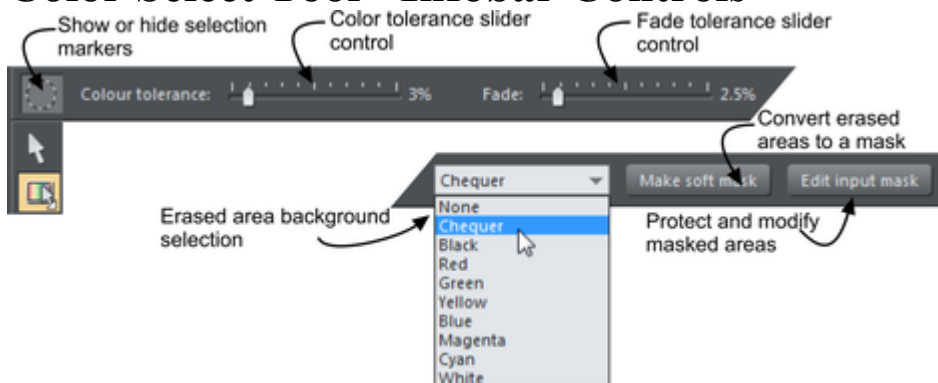 Color Select Tool - Infobar Controls
Show or hide selection
markers
Color tolerance slider
control
Fade tolerance slider
control
Colour tolerance:
3%
Fade:
2.5%
Convert erased
areas to a mask
Chequer
Make soft mask
Edit input mask
Erased area background
selection
None
Chequer
Black
Red
Green
Yellow
Blue
Magenta
Cyan
White
Protect and modify
masked areas